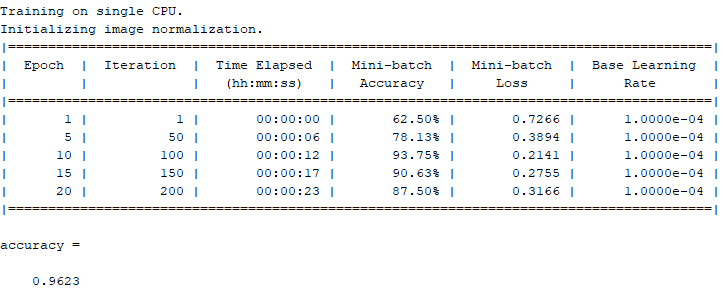 Training on single CPU.
Initializing image normalization.
|========================================================================================|
|  Epoch  |  Iteration  |  Time Elapsed  |  Mini-batch  |  Mini-batch  |  Base Learning  |
|         |             |   (hh:mm:ss)   |   Accuracy   |     Loss     |      Rate       |
|========================================================================================|
|       1 |           1 |       00:00:00 |       62.50% |       0.7266 |      1.0000e-04 |
|       5 |          50 |       00:00:06 |       78.13% |       0.3894 |      1.0000e-04 |
|      10 |         100 |       00:00:12 |       93.75% |       0.2141 |      1.0000e-04 |
|      15 |         150 |       00:00:17 |       90.63% |       0.2755 |      1.0000e-04 |
|      20 |         200 |       00:00:23 |       87.50% |       0.3166 |      1.0000e-04 |
|========================================================================================|
accuracy =
0.9623